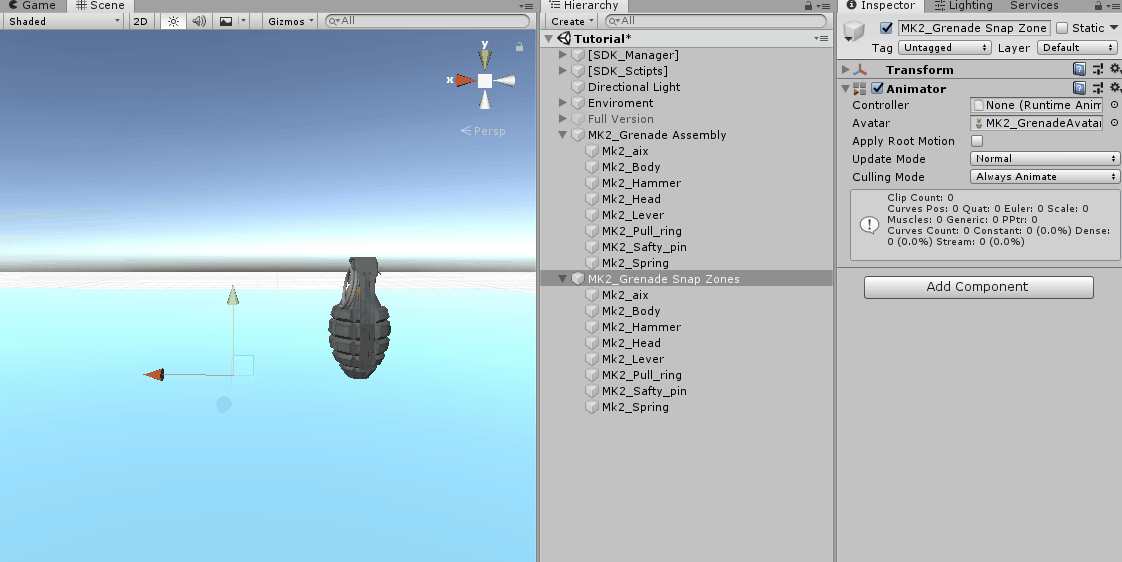 Game Scene
Shaded 2D Gizmos All
y
x
Persp
Hierarchy
Create All
Tutorial*
[SDK_Manager]
[SDK_Sctipts]
Directional Light
Enviroment
Full Version
MK2_Grenade Assembly
Mk2_aix
Mk2_Body
Mk2_Hammer
Mk2_Head
Mk2_Lever
MK2_Pull_ring
MK2_Safty_pin
Mk2_Spring
MK2_Grenade Snap Zones
Mk2_aix
Mk2_Body
Mk2_Hammer
Mk2_Head
Mk2_Lever
MK2_Pull_ring
MK2_Safty_pin
Mk2_Spring
Inspector Lighting Services
MK2_Grenade Snap Zone Static
Tag Untagged Layer Default
Transform
Animator
Controller None (Runtime Anim
Avatar MK2_GrenadeAvatar
Apply Root Motion
Update Mode Normal
Culling Mode Always Animate
Clip Count: 0
Curves Pos: 0 Quat: 0 Euler: 0 Scale: 0
Muscles: 0 Generic: 0 PPtr: 0
Curves Count: 0 Constant: 0 (0.0%) Dense:
0 (0.0%) Stream: 0 (0.0%)
Add Component